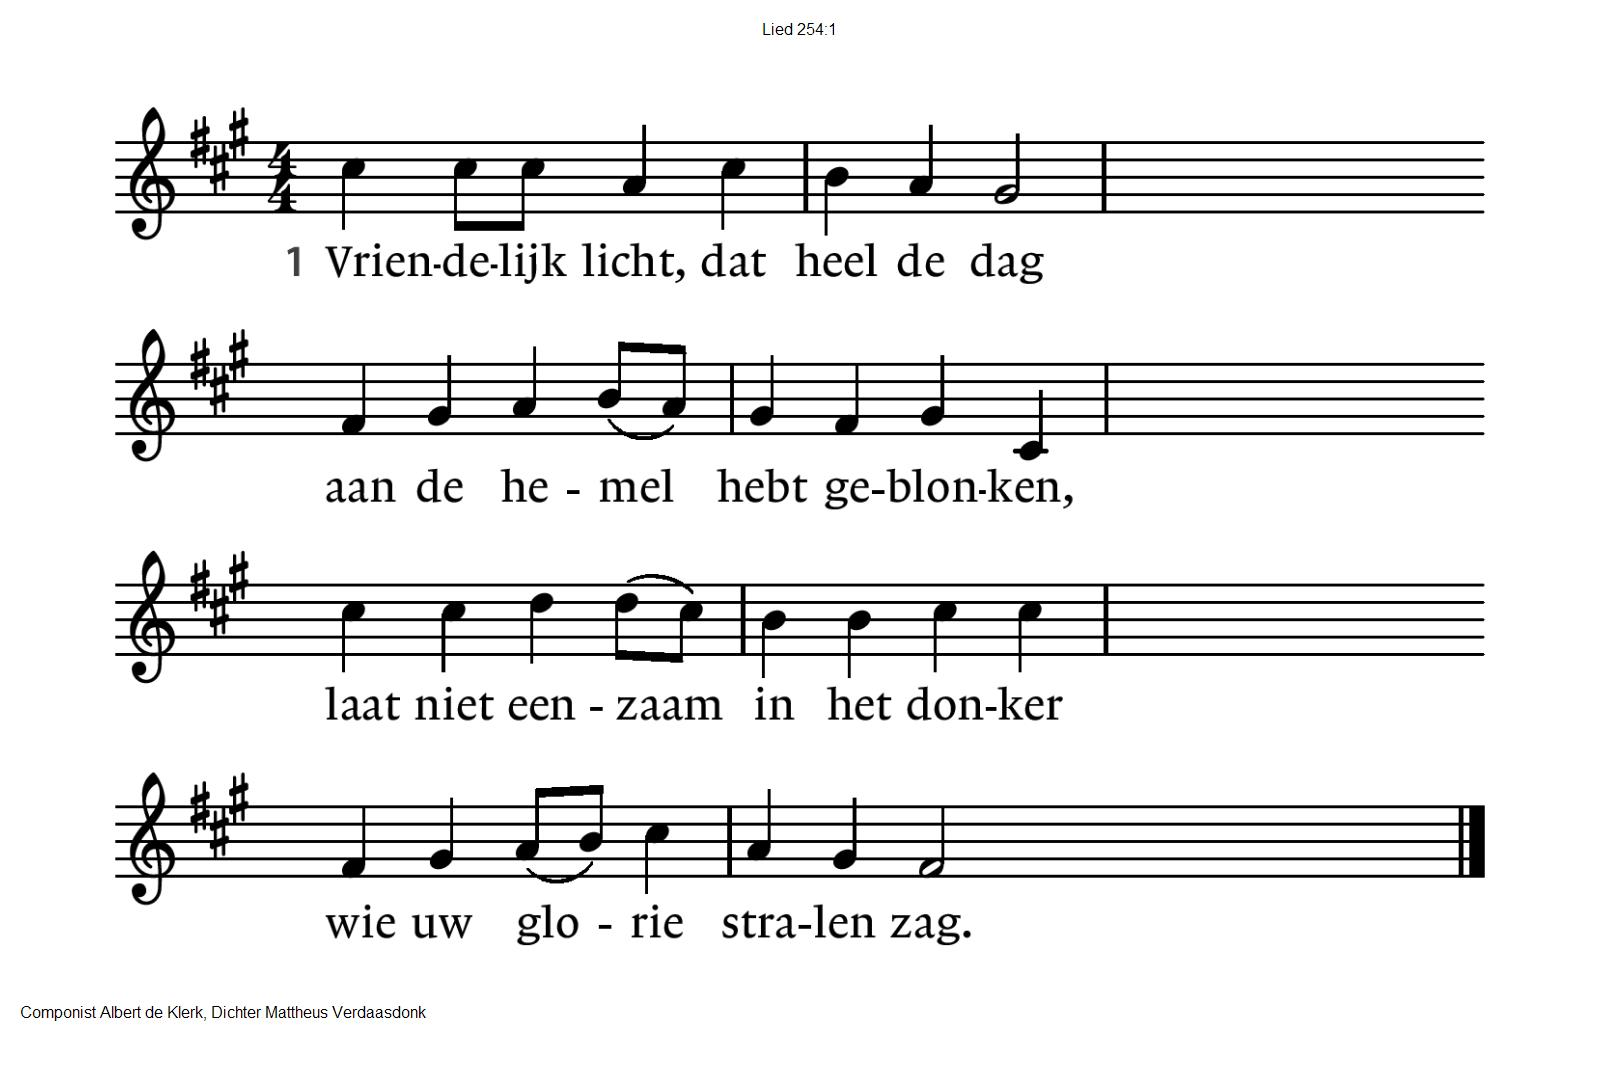 Lied 254:1
4
4
1 Vrien-de-lijk licht, dat heel de dag
aan de he - mel hebt ge-blon-ken,
laat niet een - zaam in het don-ker
wie uw glo - rie stra-len zag.
Componist Albert de Klerk, Dichter Mattheus Verdaasdonk